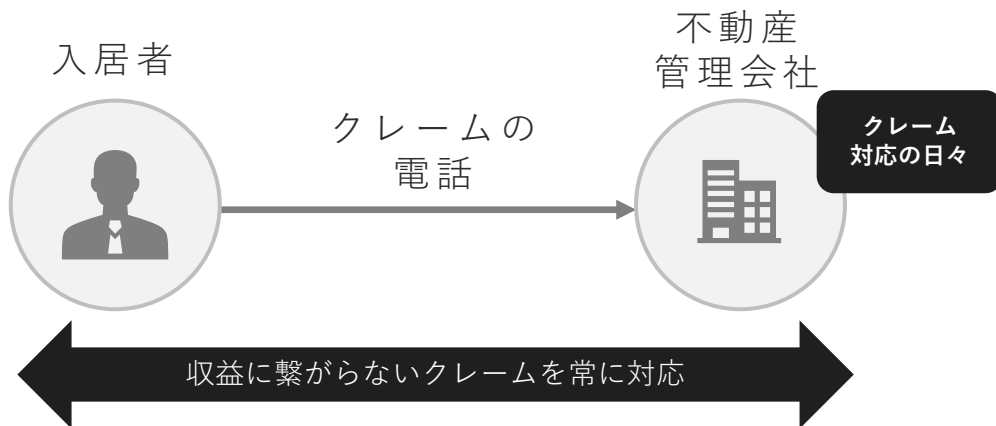 入居者
クレームの
電話
不動産
管理会社
クレーム
対応の日々
収益に繋がらないクレームを常に対応